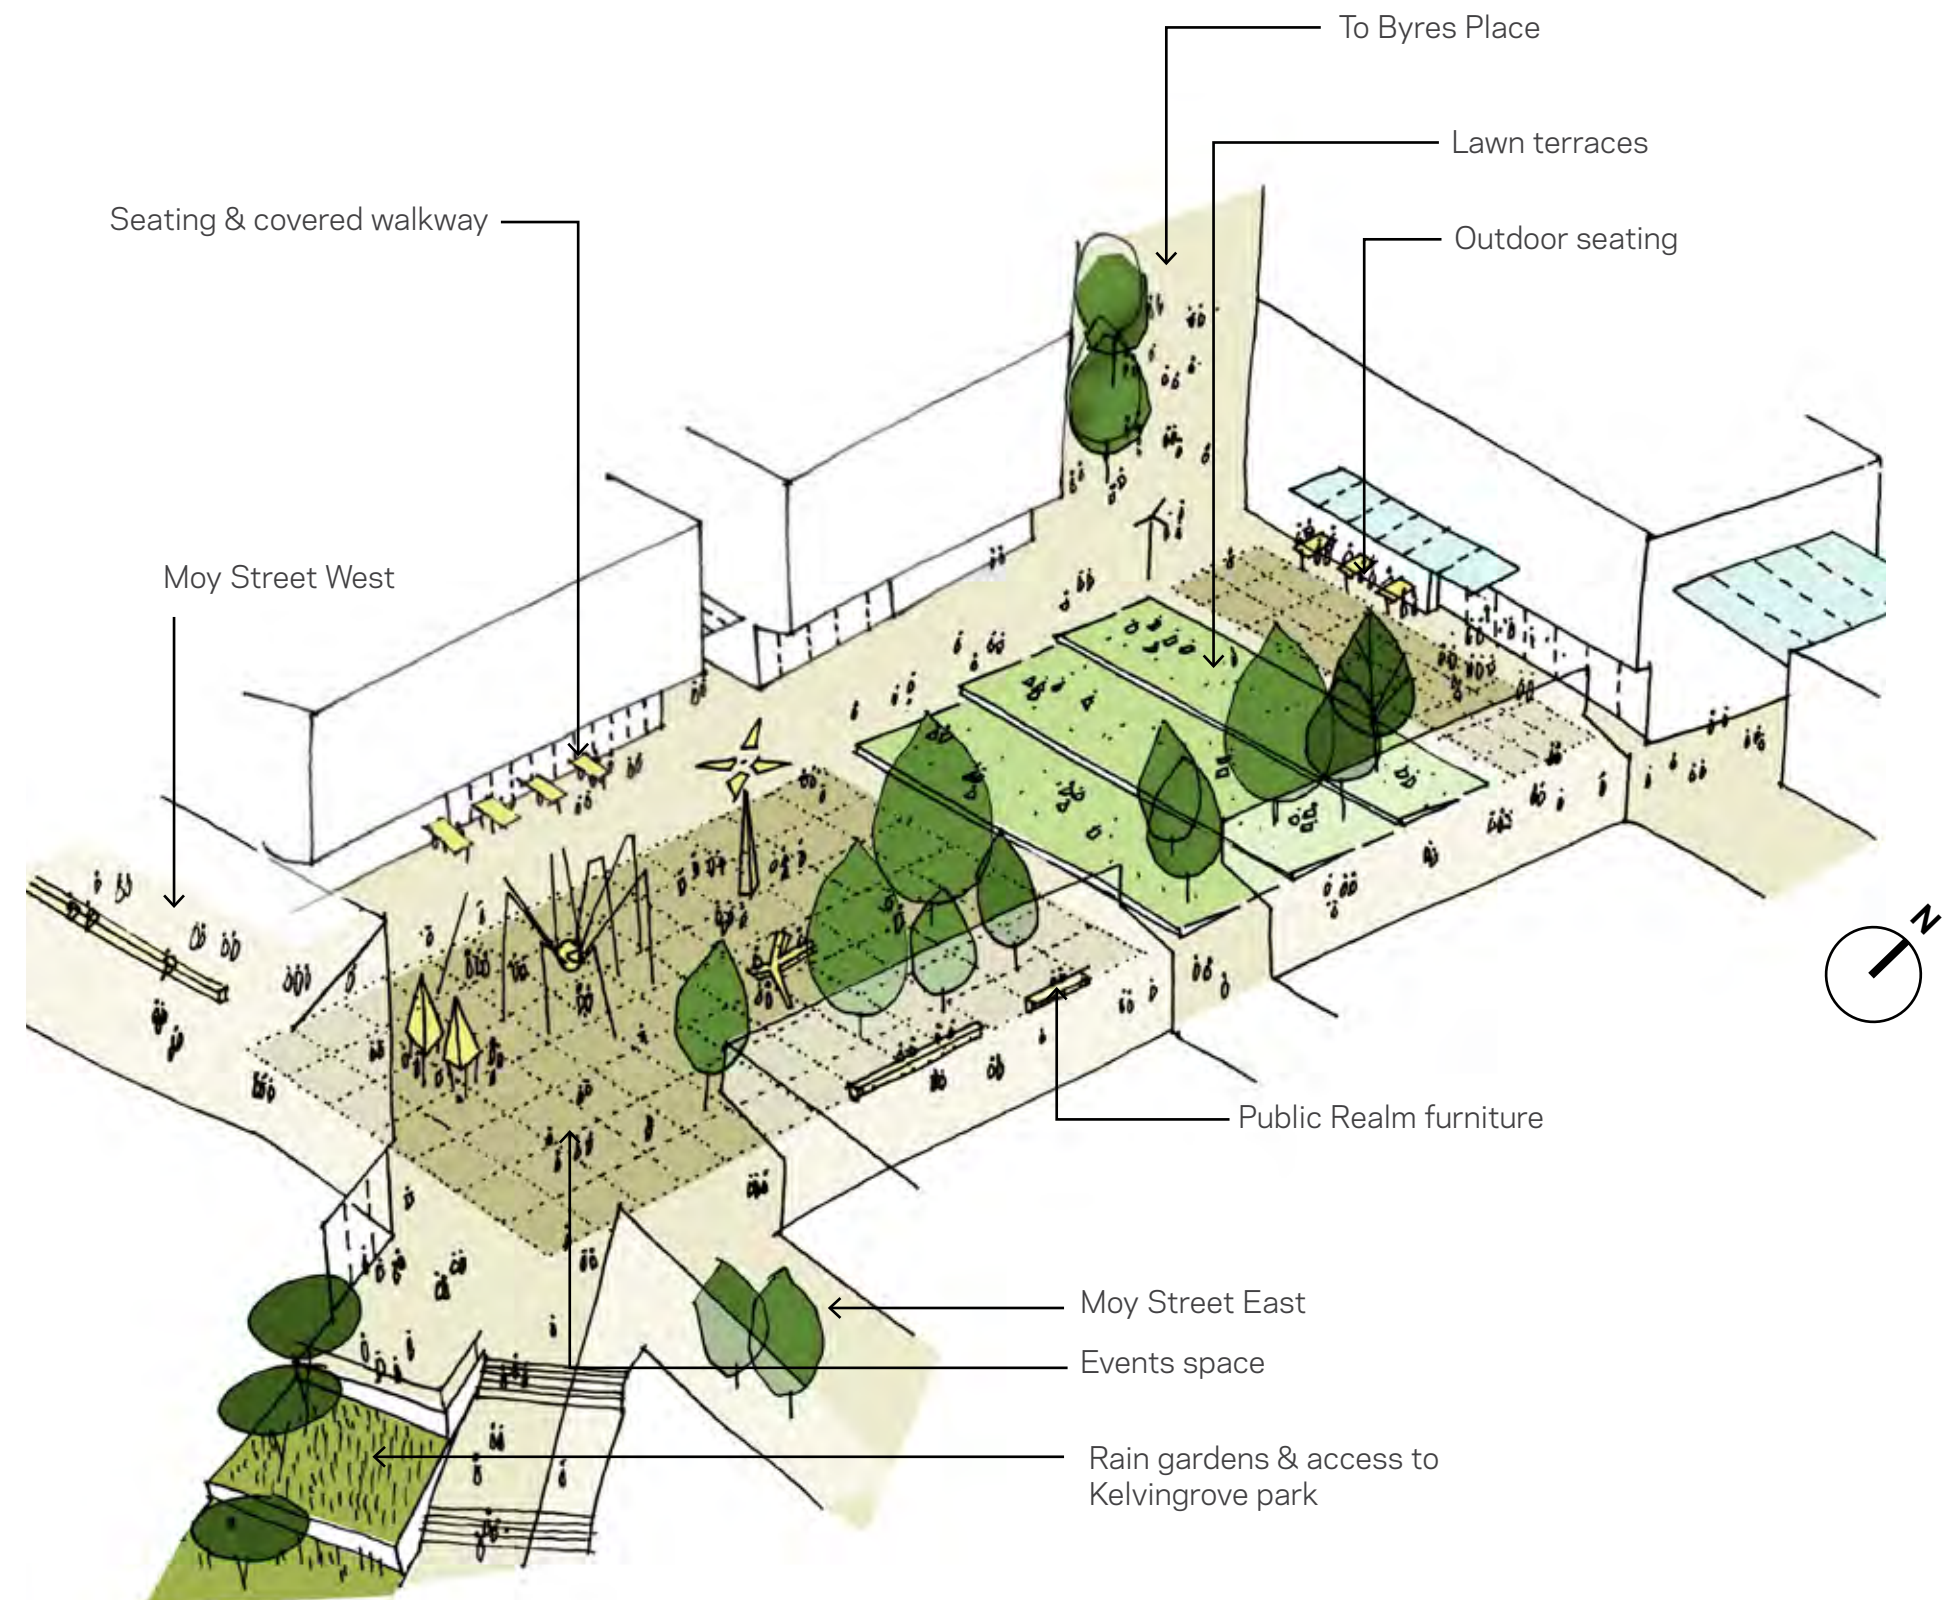 To Byres Place
Lawn terraces
Seating & covered walkway
Outdoor seating
Moy Street West
N
Public Realm furniture
Moy Street East
Events space
Rain gardens & access to
Kelvingrove park